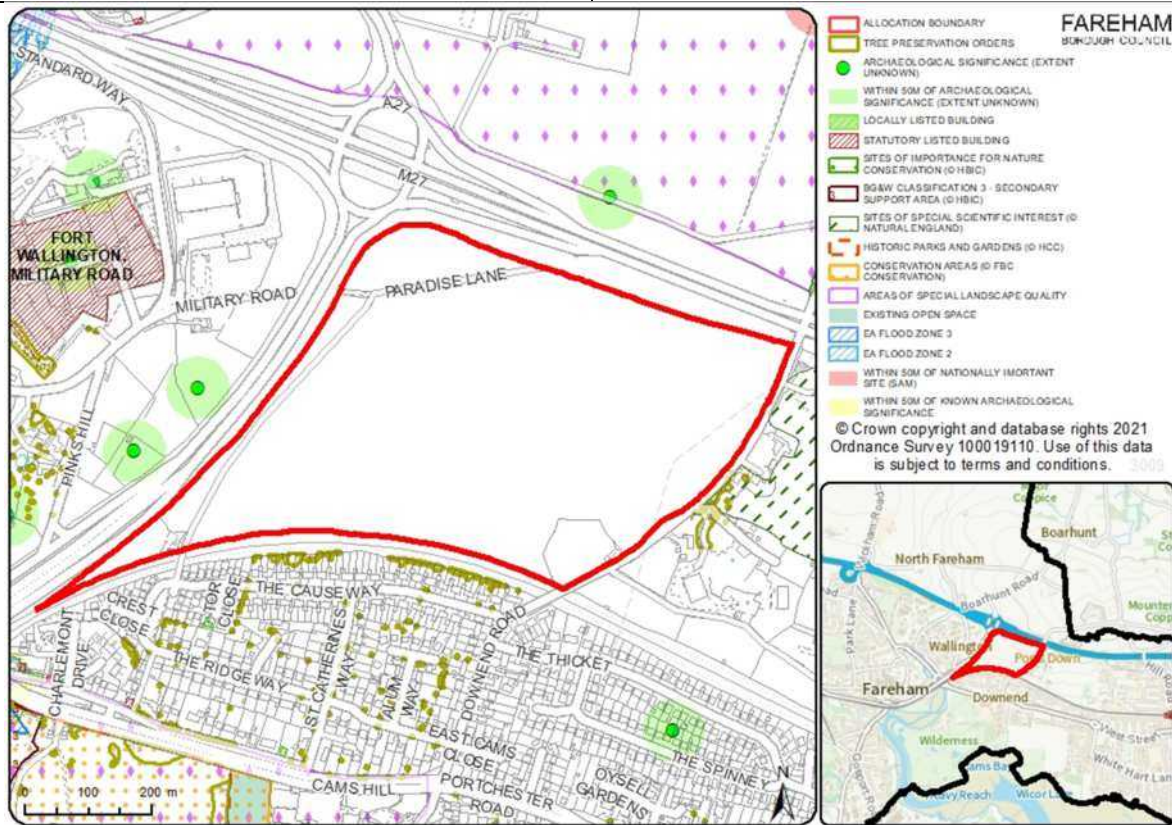 STANDARD WAY
A27
M27
FORT
WALLINGTON,
MILITARY ROAD
MILITARY ROAD
PARADISE LANE
PINKS HILL
CHARLEMONT
DRIVE
CREST
CLOSE
TOR
CLOSE
THE CAUSEWAY
THE RIDGEWAY
ST CATHERINES
WAY
ALUM
WAY
DOWNEND ROAD
THE THICKET
EAST CAMS
CLOSE
THE SPINNEY
OYSELL
GARDENS
PORTCHESTER
ROAD
CAMS HILL
0 100 200 m
N
ALLOCATION BOUNDARY
TREE PRESERVATION ORDERS
ARCHAEOLOGICAL SIGNIFICANCE (EXTENT
UNKNOWN)
WITHIN 50M OF ARCHAEOLOGICAL
SIGNIFICANCE (EXTENT UNKNOWN)
LOCALLY LISTED BUILDING
STATUTORY LISTED BUILDING
SITES OF IMPORTANCE FOR NATURE
CONSERVATION (© HBIC)
BG&W CLASSIFICATION 3 - SECONDARY
SUPPORT AREA (© HBIC)
SITES OF SPECIAL SCIENTIFIC INTEREST (©
NATURAL ENGLAND)
HISTORIC PARKS AND GARDENS (© HCC)
CONSERVATION AREAS (© FBC
CONSERVATION)
AREAS OF SPECIAL LANDSCAPE QUALITY
EXISTING OPEN SPACE
EA FLOOD ZONE 3
EA FLOOD ZONE 2
WITHIN 50M OF NATIONALLY IMORTANT
SITE (SAM)
WITHIN 50M OF KNOWN ARCHAEOLOGICAL
SIGNIFICANCE
FAREHAM
BOROUGH COUNCIL
© Crown copyright and database rights 2021
Ordnance Survey 100019110. Use of this data
is subject to terms and conditions. 3009
Boarhunt
North Fareham
Wickham Road
Boarhunt Road
Park Lane
Wallington
Down
Fareham
Downend
Wilderness
West Street
White Hart Lane
Wicor